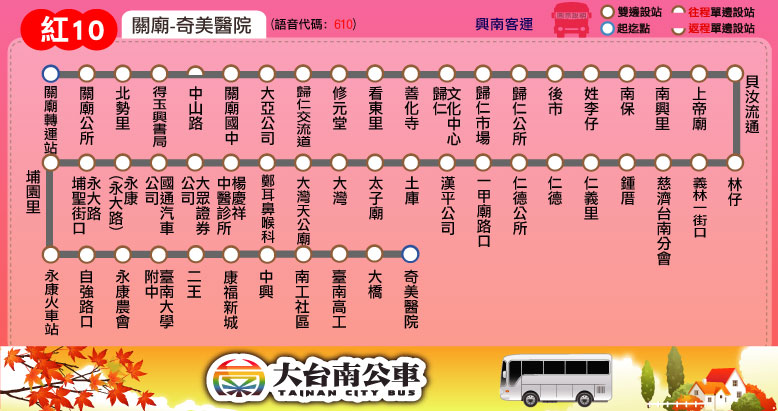 紅10
關廟-奇美醫院
(語音代碼: 610)
興南客運
雙邊設站
往程單邊設站
起迄點
返程單邊設站
關廟轉運站
關廟公所
北勢里
得玉興書局
中山路
關廟國中
大亞公司
歸仁交流道
修元堂
看東里
善化寺
歸仁文化中心
歸仁市場
歸仁公所
後市
姓李仔
南保
南興里
上帝廟
貝汝流通
林仔
義林一街口
慈濟台南分會
鍾厝
仁義里
仁德
仁德公所
一甲廟路口
漢平公司
土庫
太子廟
大灣
大灣天公廟
鄭耳鼻喉科
楊慶祥中醫診所
大眾證券公司
國通汽車公司
永康(永大路)
永大路埔聖街口
埔園里
永康火車站
自強路口
永康農會
臺南大學附中
二王
康福新城
中興
南工社區
臺南高工
大橋
奇美醫院
大台南公車
TAINAN CITY BUS